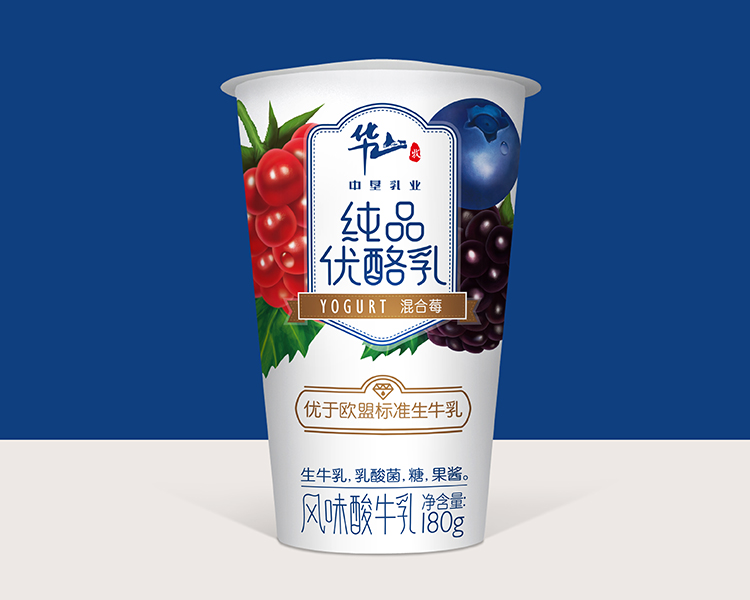 华山牧
中垦乳业
纯品
优酪乳
YOGURT 混合莓
优于欧盟标准生牛乳
生牛乳，乳酸菌，糖，果酱。
风味酸牛乳 净含量:
180g